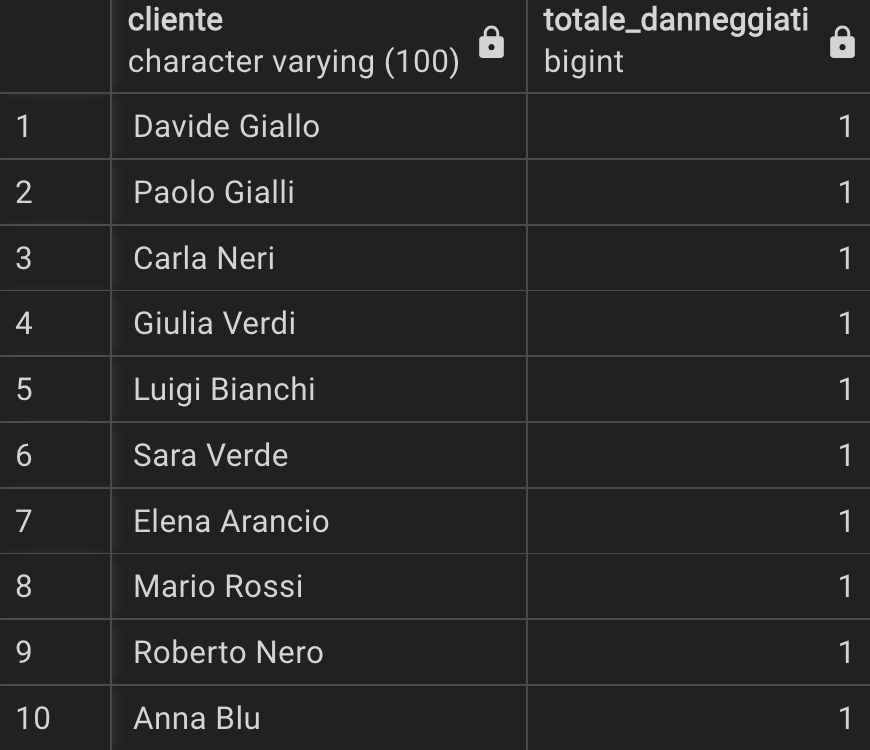 cliente totale_danneggiati
character varying (100) bigint
1 Davide Giallo 1
2 Paolo Gialli 1
3 Carla Neri 1
4 Giulia Verdi 1
5 Luigi Bianchi 1
6 Sara Verde 1
7 Elena Arancio 1
8 Mario Rossi 1
9 Roberto Nero 1
10 Anna Blu 1